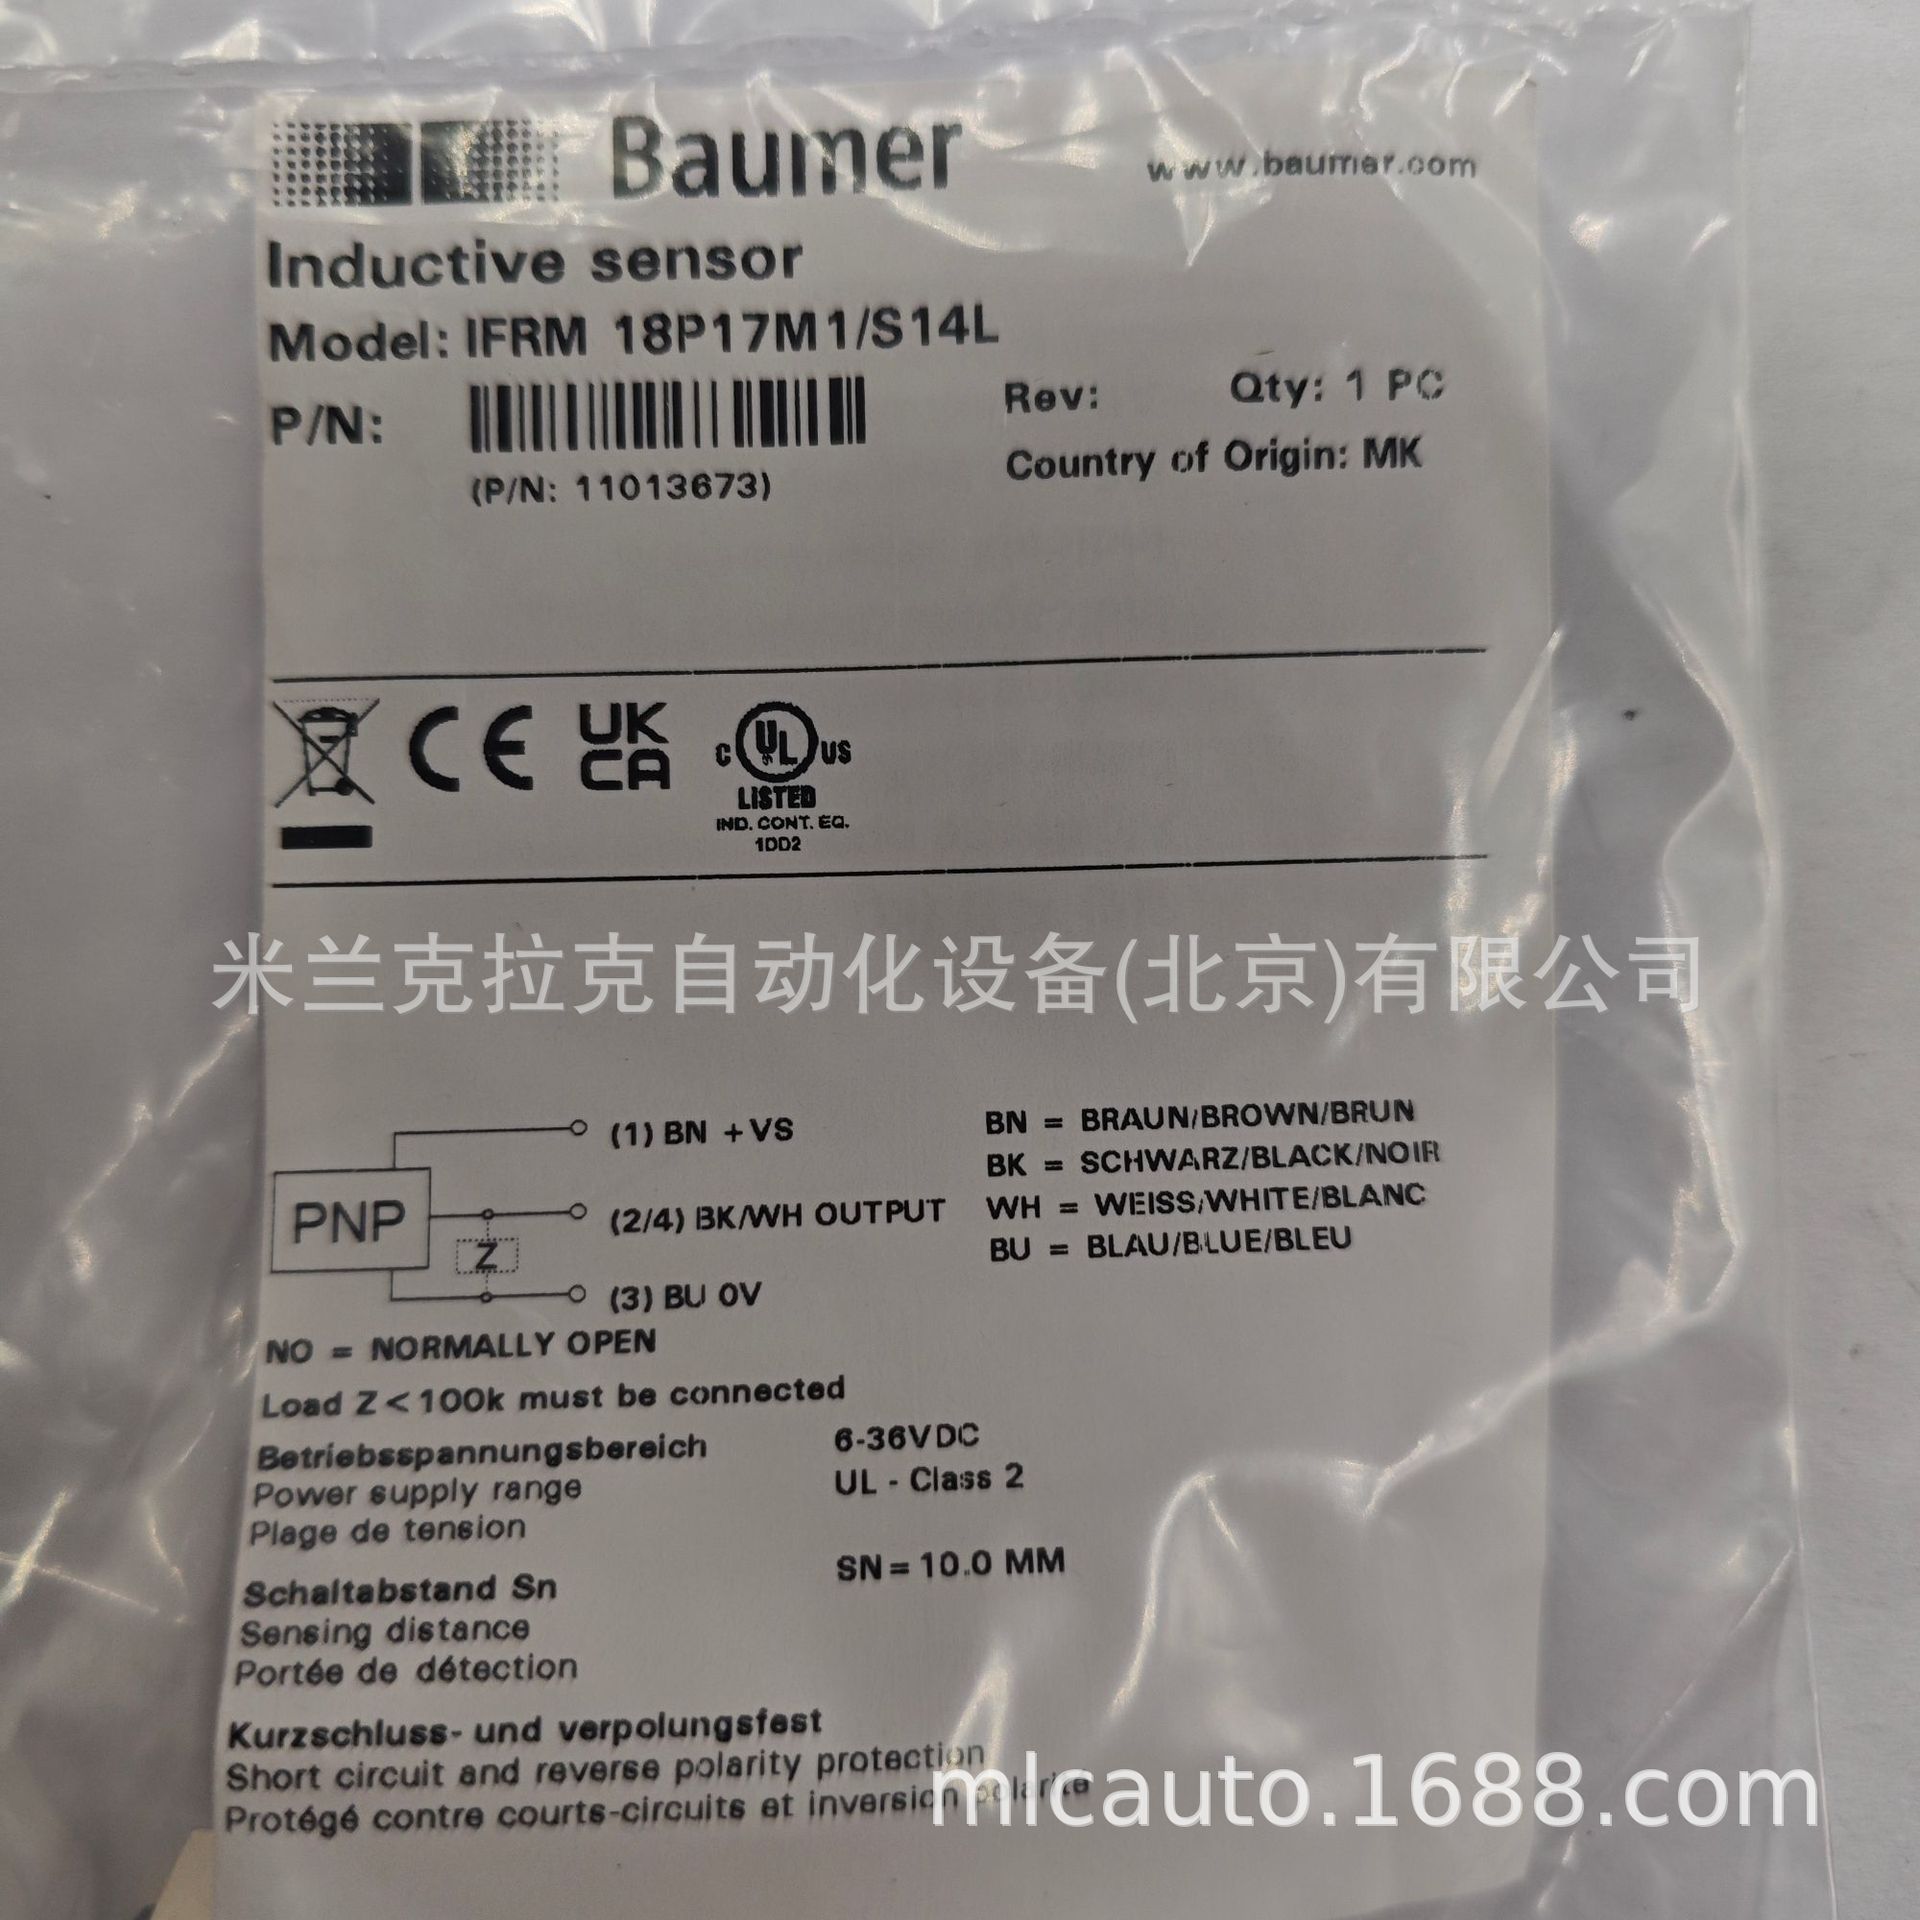 Baumer
www.baumer.com
Inductive sensor
Model: IFRM 18P17M1/S14L
P/N:
Rev:
Qty: 1 PC
(P/N: 11013673)
Country of Origin: MK
CE
UK
CA
C UL US
LISTED
IND. CONT. EQ.
1DD2
米兰克拉克自动化设备(北京)有限公司
(1) BN +VS
PNP
(2/4) BK/WH OUTPUT
Z
(3) BU 0V
BN = BRAUN/BROWN/BRUN
BK = SCHWARZ/BLACK/NOIR
WH = WEISS/WHITE/BLANC
BU = BLAU/BLUE/BLEU
NO = NORMALLY OPEN
Load Z<100k must be connected
Betriebsspannungsbereich
Power supply range
Plage de tension
6-36VDC
UL - Class 2
Schaltabstand Sn
Sensing distance
Portée de détection
SN=10.0 MM
Kurzschluss- und verpolungsfest
Short circuit and reverse polarity protection
Protégé contre courts-circuits et inversion polarité
mlcauto.1688.com